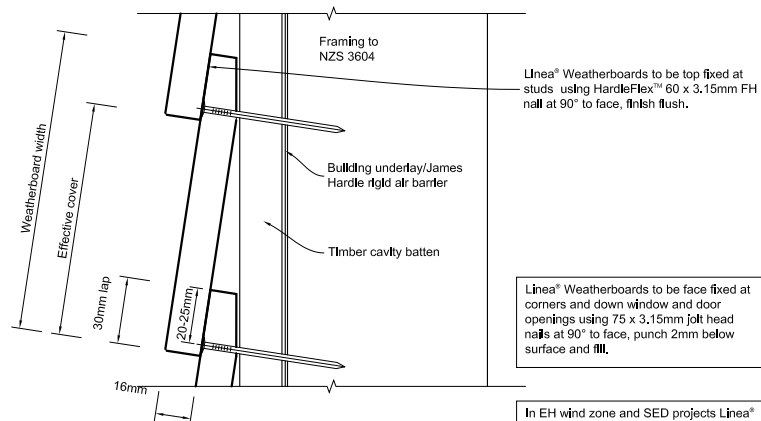 Framing to
NZS 3604
Linea® Weatherboards to be top fixed at
studs using HardieFlex™ 60 x 3.15mm FH
nail at 90° to face, finish flush.
Weatherboard width
Effective cover
Building underlay/James
Hardie rigid air barrier
Timber cavity batten
30mm lap
20-25mm
16mm
Linea® Weatherboards to be face fixed at
corners and down window and door
openings using 75 x 3.15mm jolt head
nails at 90° to face, punch 2mm below
surface and fill.
In EH wind zone and SED projects Linea®